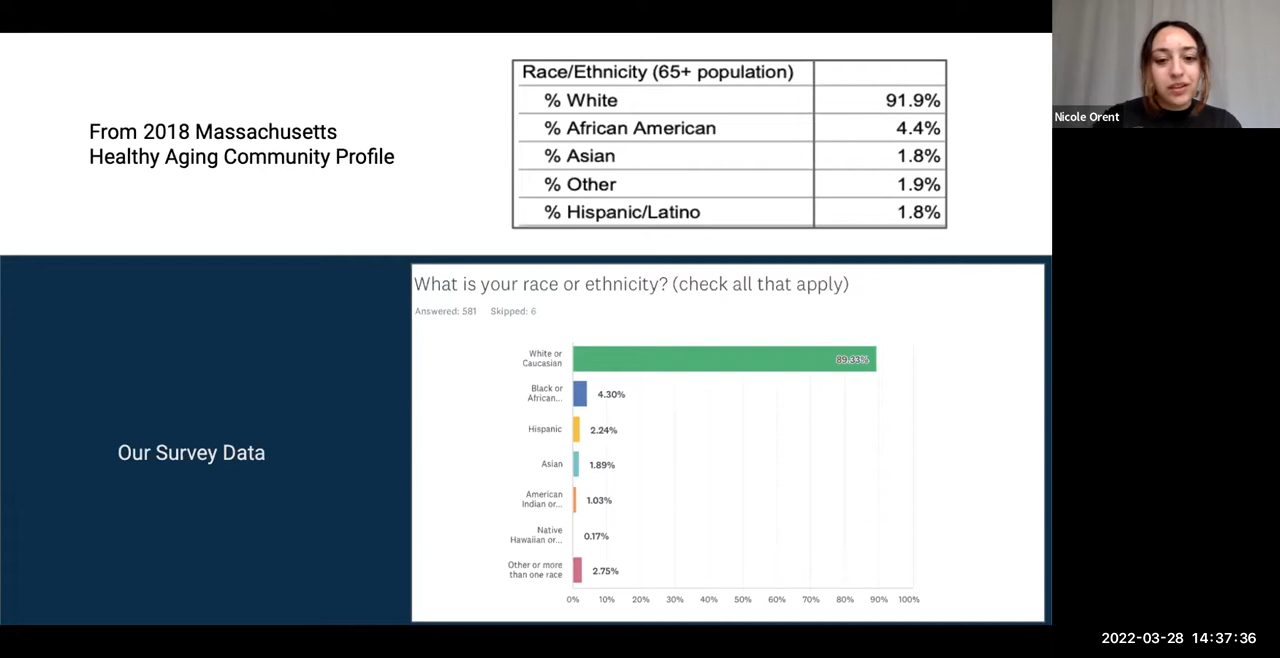 From 2018 Massachusetts
Healthy Aging Community Profile
Race/Ethnicity (65+ population)
% White 91.9%
% African American 4.4%
% Asian 1.8%
% Other 1.9%
% Hispanic/Latino 1.8%
Nicole Orent
Our Survey Data
What is your race or ethnicity? (check all that apply)
Answered: 581 Skipped: 6
White or
Caucasian
89.33%
Black or
African...
4.30%
Hispanic
2.24%
Asian
1.89%
American
Indian or...
1.03%
Native
Hawaiian or...
0.17%
Other or more
than one race
2.75%
0% 10% 20% 30% 40% 50% 60% 70% 80% 90% 100%
2022-03-28 14:37:36